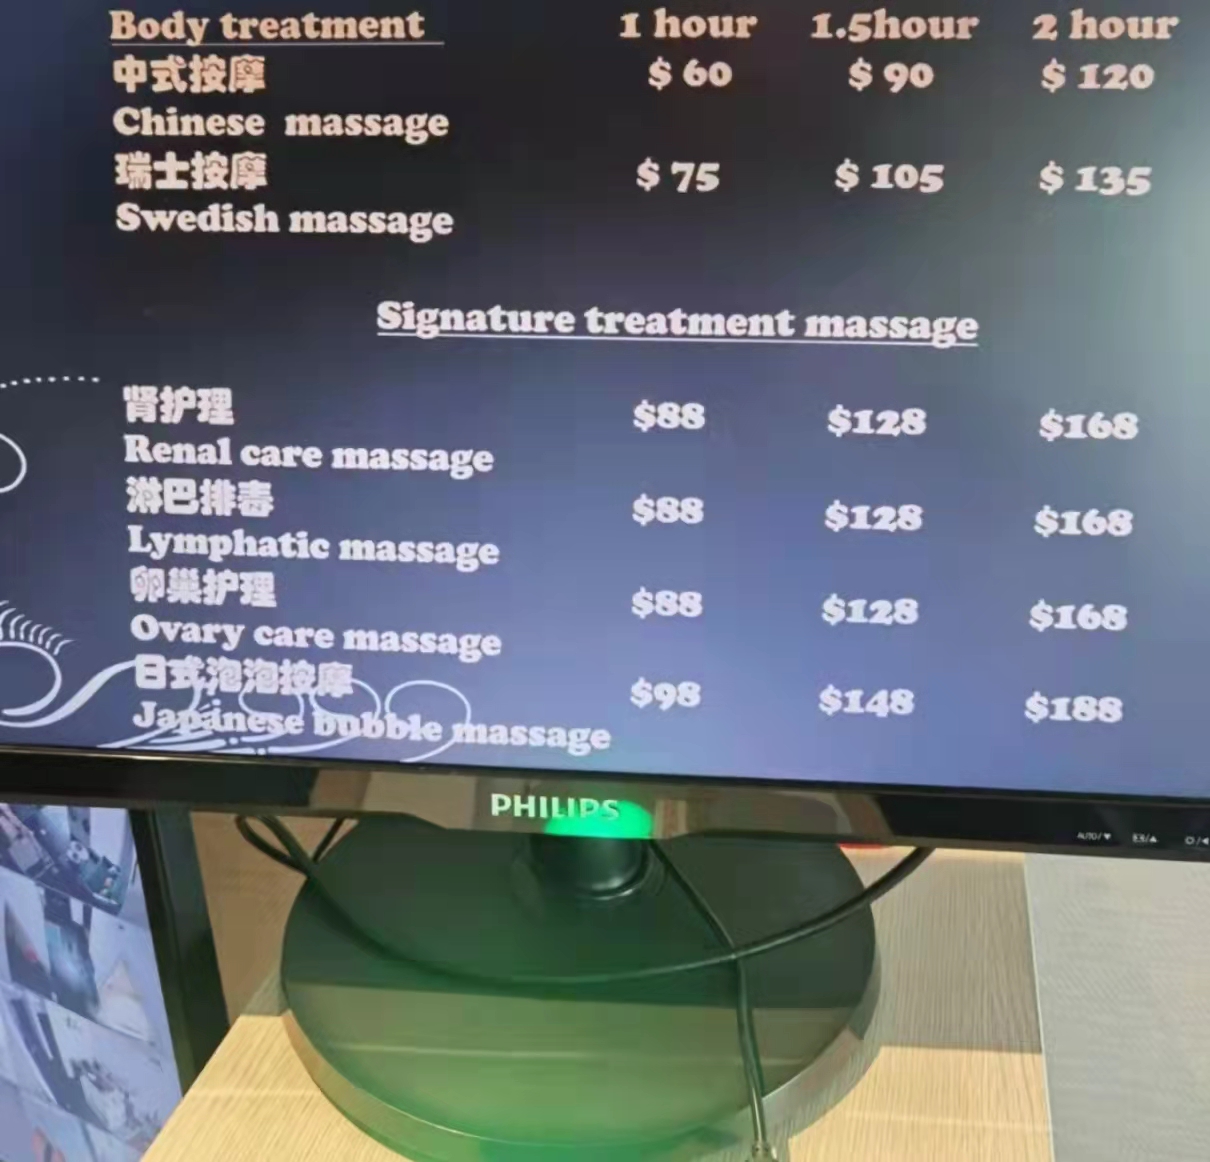 Body treatment 1 hour 1.5hour 2 hour
中式按摩 $ 60 $ 90 $ 120
Chinese massage
瑞士按摩 $ 75 $ 105 $ 135
Swedish massage
Signature treatment massage
肾护理 $88 $128 $168
Renal care massage
淋巴排毒 $88 $128 $168
Lymphatic massage
卵巢护理 $88 $128 $168
Ovary care massage
日式泡泡按摩 $98 $148 $188
Japanese bubble massage
PHILIPS
AUTO/▼